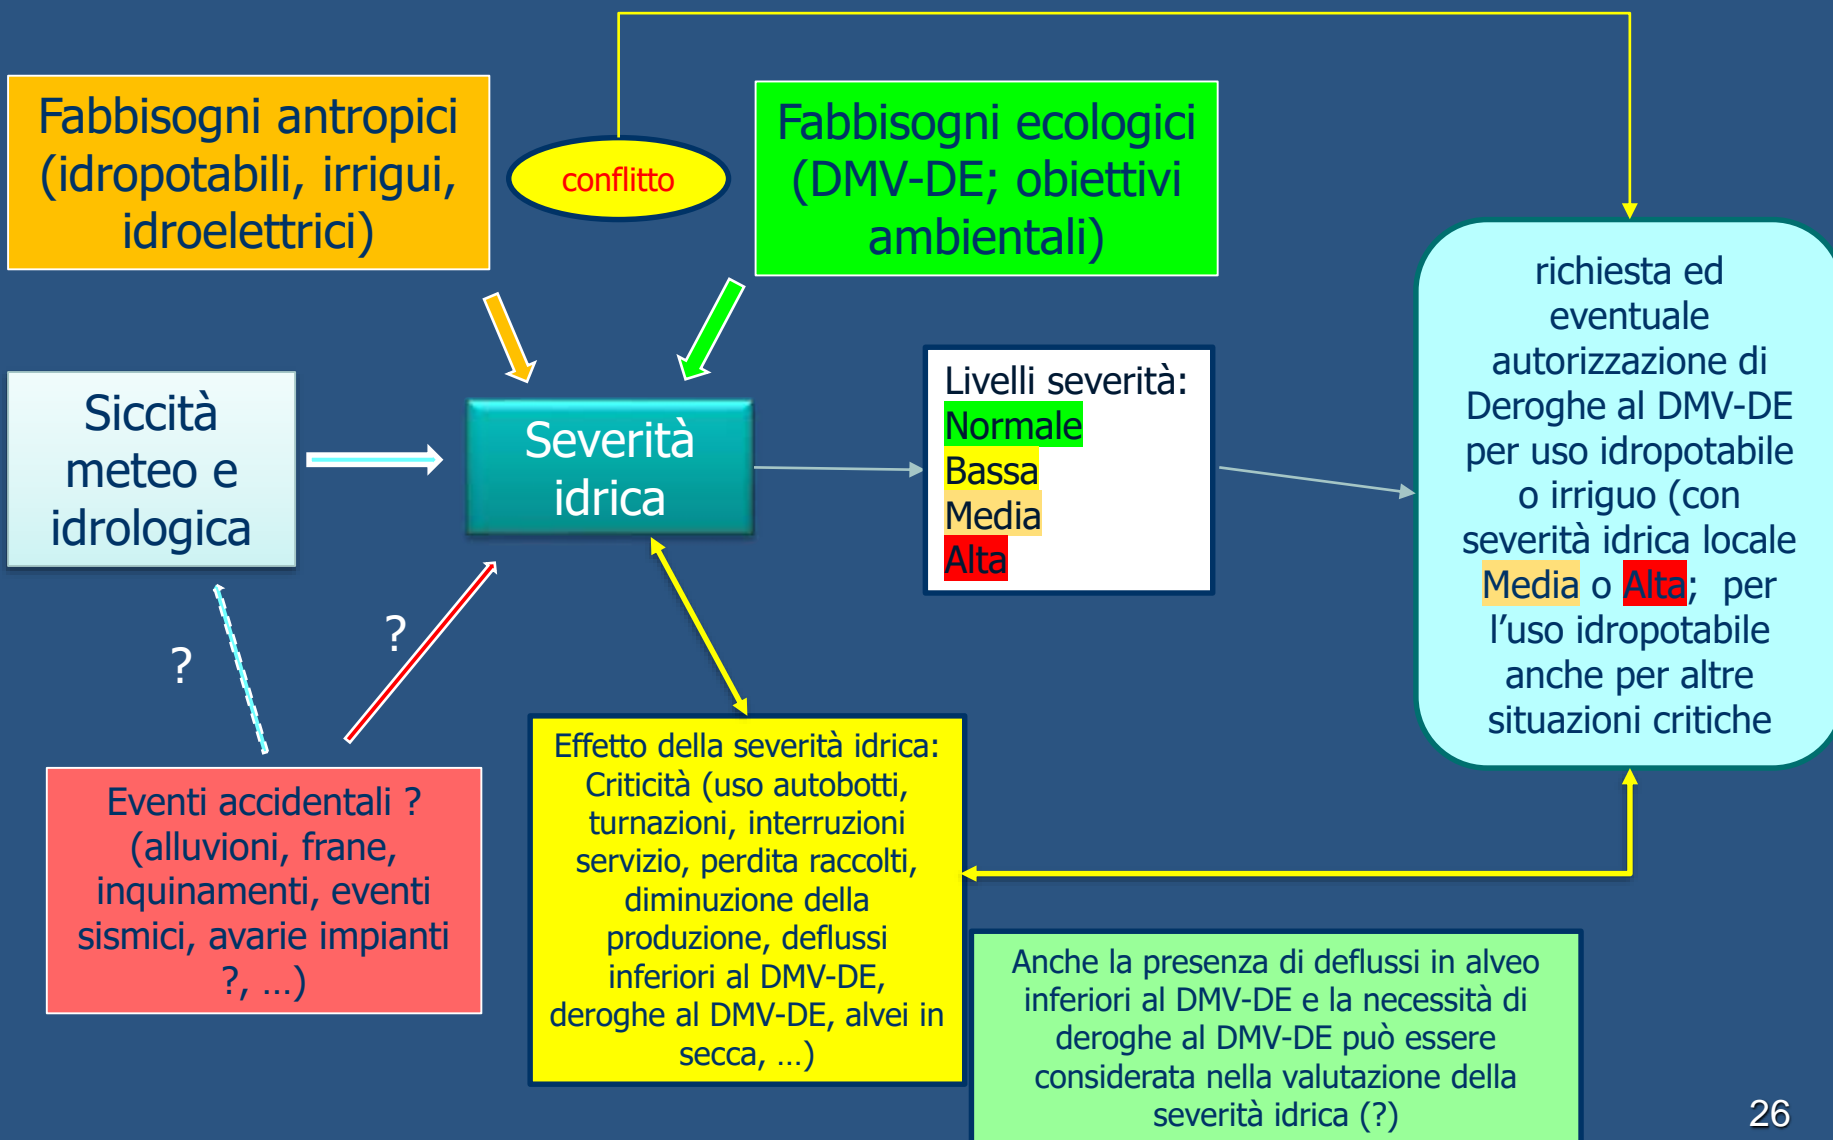 Fabbisogni antropici
(idropotabili, irrigui,
idroelettrici)
conflitto
Fabbisogni ecologici
(DMV-DE; obiettivi
ambientali)
Siccità
meteo e
idrologica
Severità
idrica
Livelli severità:
Normale
Bassa
Media
Alta
richiesta ed
eventuale
autorizzazione di
Deroghe al DMV-DE
per uso idropotabile
o irriguo (con
severità idrica locale
Media o Alta; per
l'uso idropotabile
anche per altre
situazioni critiche
?
?
Eventi accidentali ?
(alluvioni, frane,
inquinamenti, eventi
sismici, avarie impianti
?, …)
Effetto della severità idrica:
Criticità (uso autobotti,
turnazioni, interruzioni
servizio, perdita raccolti,
diminuzione della
produzione, deflussi
inferiori al DMV-DE,
deroghe al DMV-DE, alvei in
secca, …)
Anche la presenza di deflussi in alveo
inferiori al DMV-DE e la necessità di
deroghe al DMV-DE può essere
considerata nella valutazione della
severità idrica (?)
26